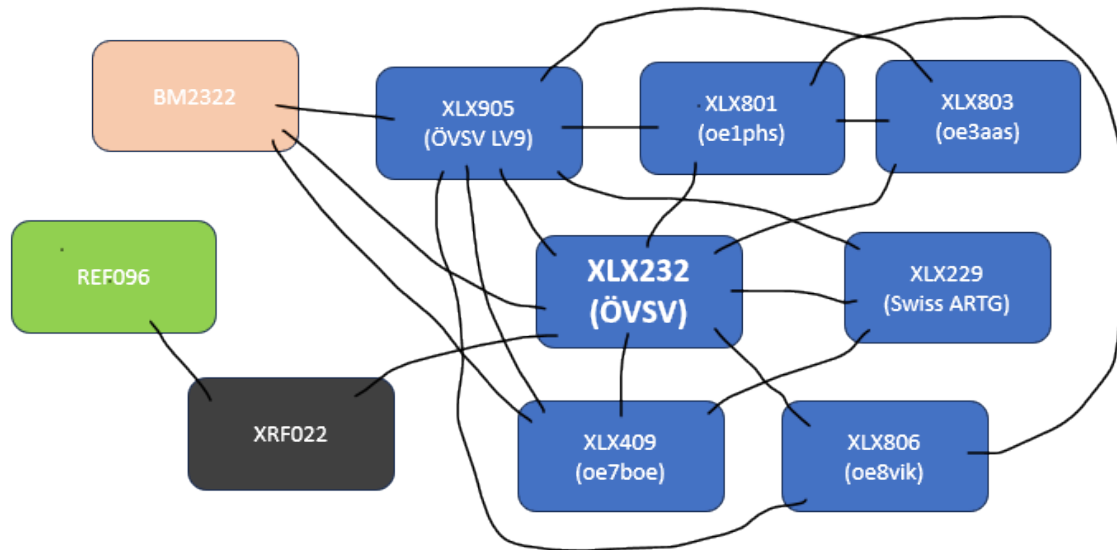 BM2322
XLX905
(ÖVSV LV9)
XLX801
(oe1phs)
XLX803
(oe3aas)
REF096
XLX232
(ÖVSV)
XLX229
(Swiss ARTG)
XRF022
XLX409
(oe7boe)
XLX806
(oe8vik)